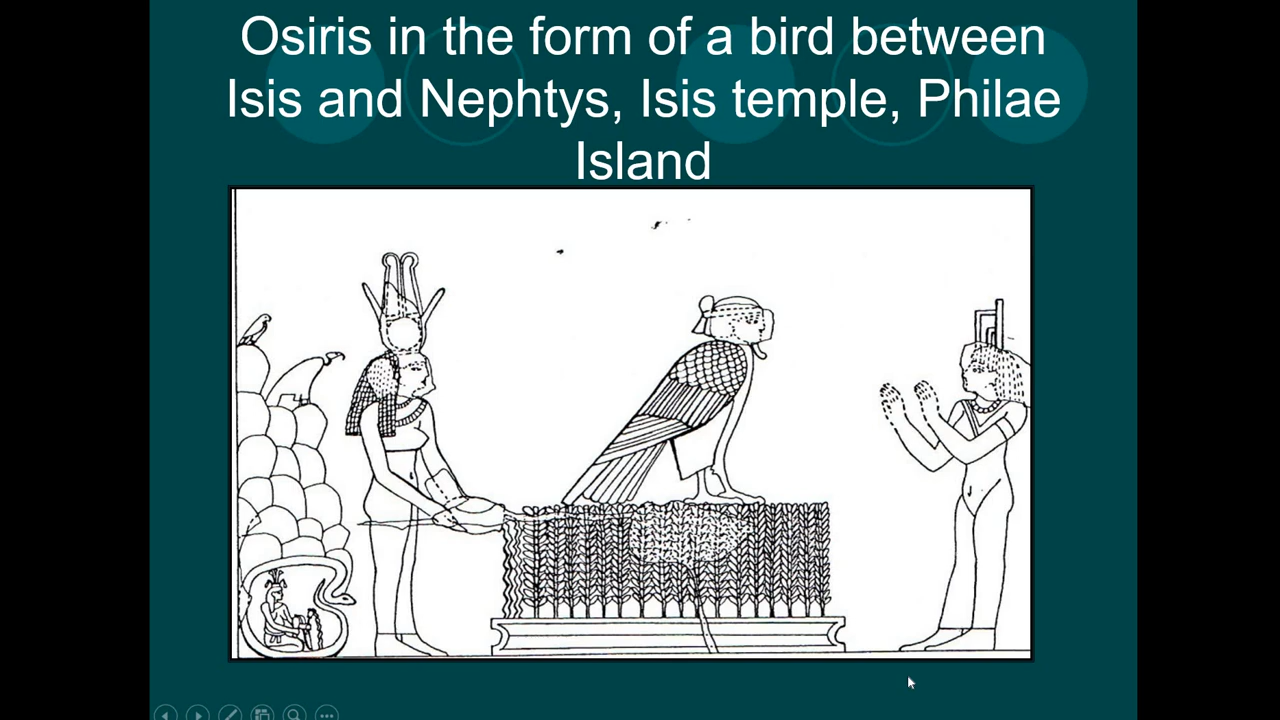 Osiris in the form of a bird between
Isis and Nephtys, Isis temple, Philae
Island